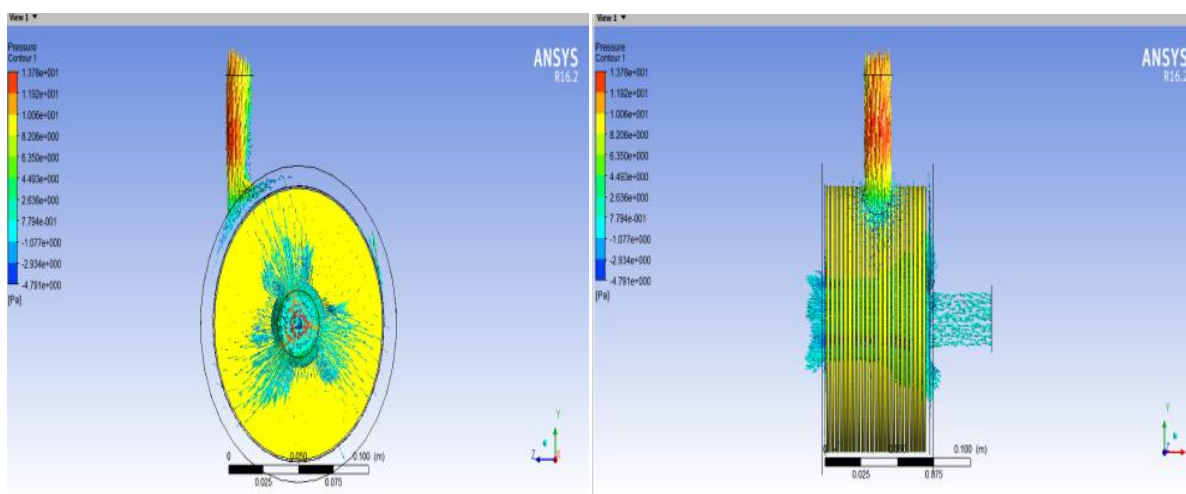 View 1
Pressure
Contour 1
1.378e+001
1.192e+001
1.006e+001
8.206e+000
6.350e+000
4.493e+000
2.636e+000
7.794e-001
-1.077e+000
-2.934e+000
-4.791e+000
[Pa]
ANSYS
R16.2
0 0.050 0.100 (m)
0.025 0.075
Y
Z X
View 1
Pressure
Contour 1
1.378e+001
1.192e+001
1.006e+001
8.206e+000
6.350e+000
4.493e+000
2.636e+000
7.794e-001
-1.077e+000
-2.934e+000
-4.791e+000
[Pa]
ANSYS
R16.2
0 0.050 0.100 (m)
0.025 0.075
Y